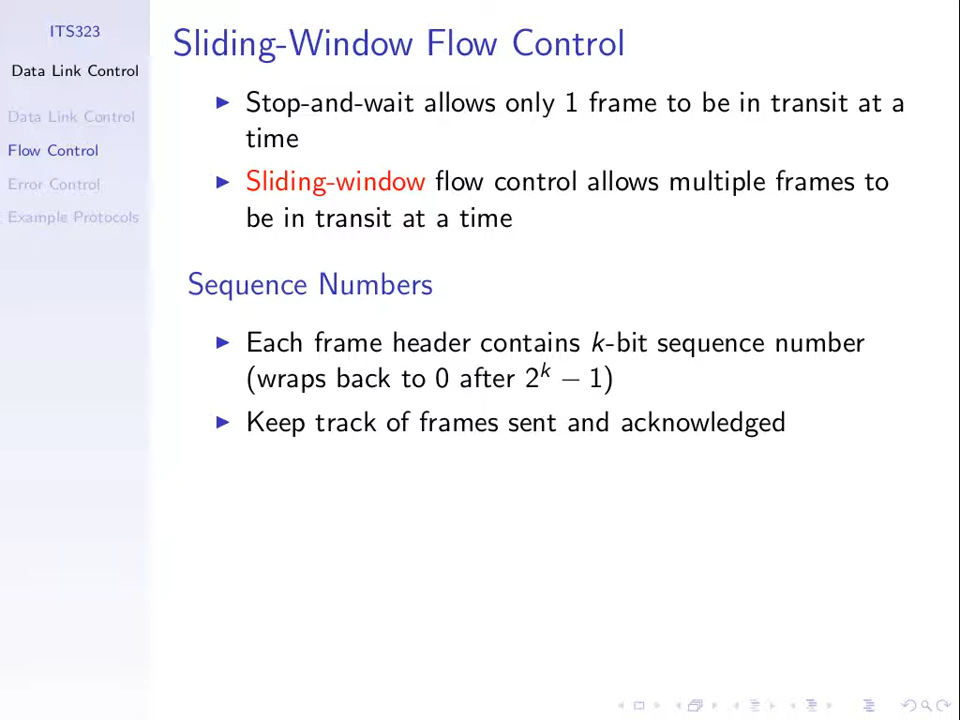 ITS323
Data Link Control
Data Link Control
Flow Control
Error Control
Example Protocols
Sliding-Window Flow Control
Stop-and-wait allows only 1 frame to be in transit at a
time
Sliding-window flow control allows multiple frames to
be in transit at a time
Sequence Numbers
Each frame header contains k-bit sequence number
(wraps back to 0 after 2^k − 1)
Keep track of frames sent and acknowledged